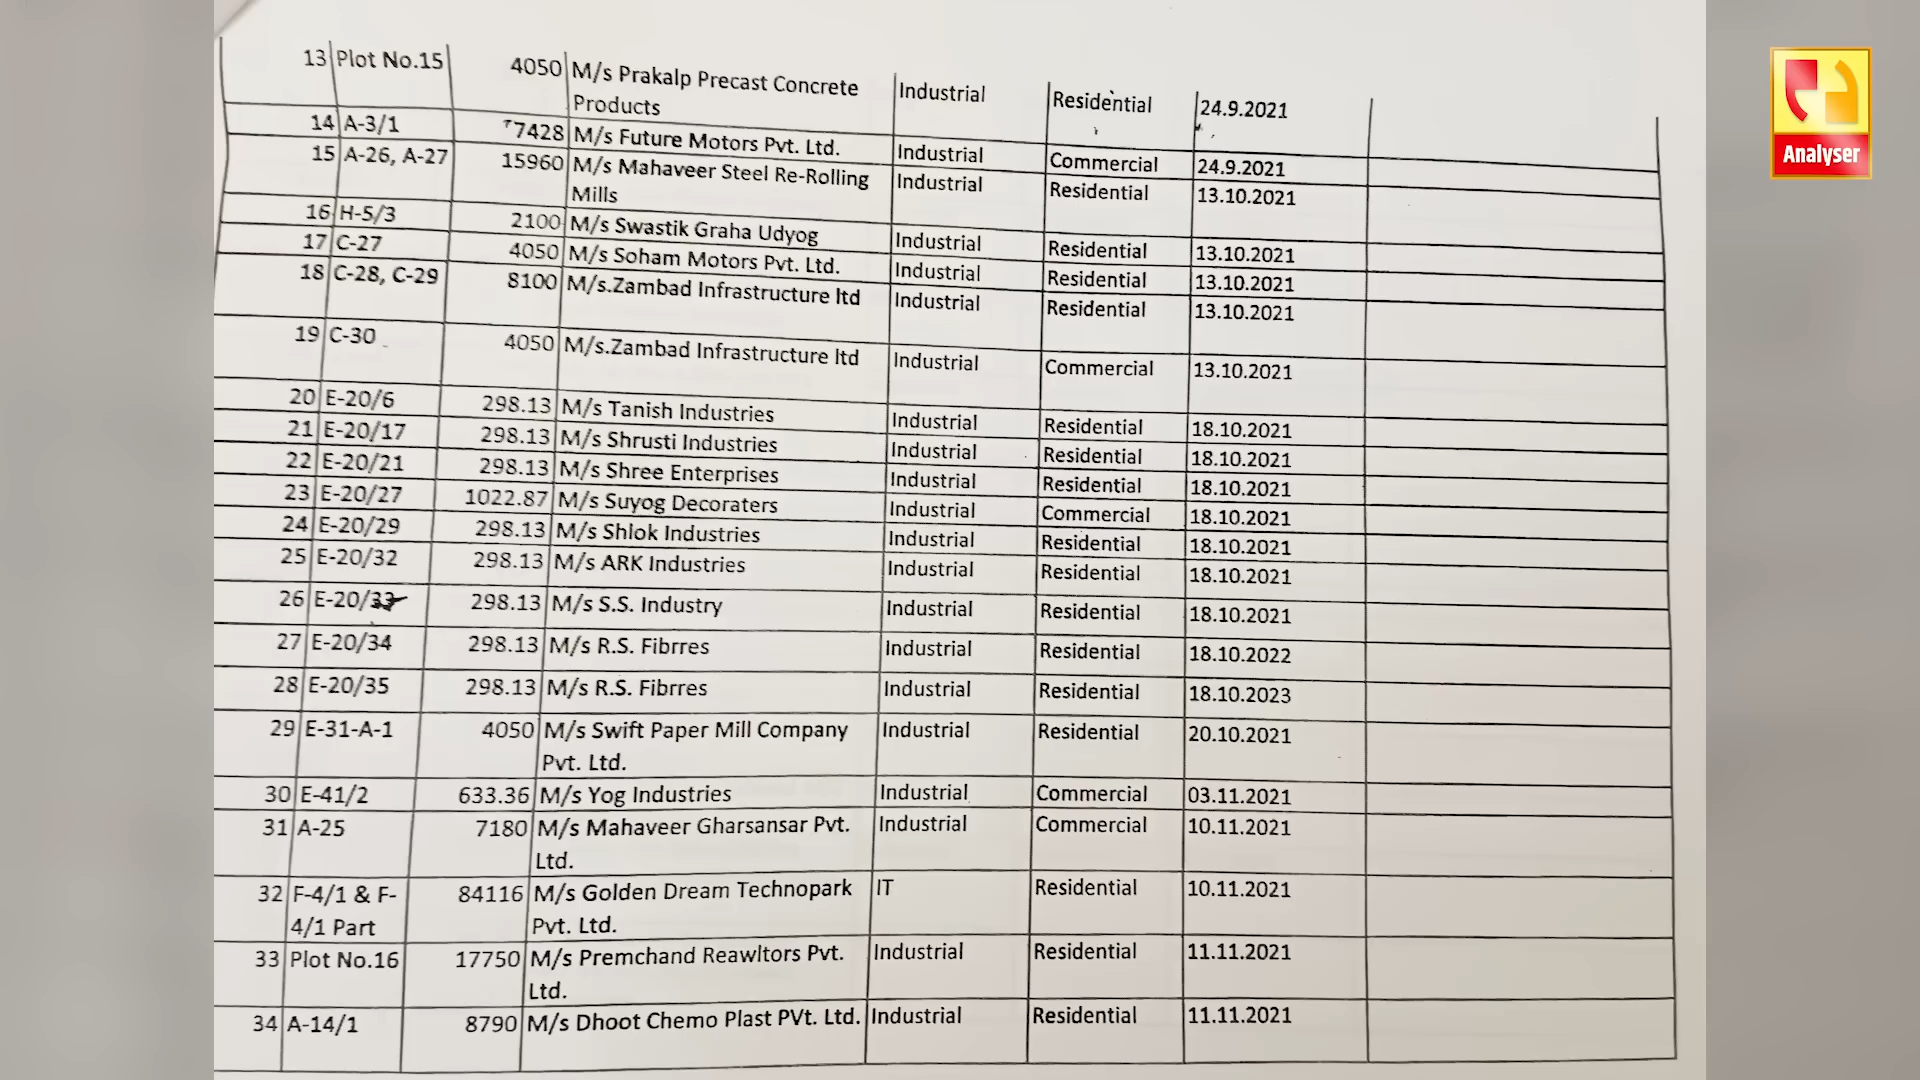 13 Plot No.15 4050 M/s Prakalp Precast Concrete Products Industrial Residential 24.9.2021
14 A-3/1 7428 M/s Future Motors Pvt. Ltd. Industrial Commercial 24.9.2021
15 A-26, A-27 15960 M/s Mahaveer Steel Re-Rolling Mills Industrial Residential 13.10.2021
16 H-5/3 2100 M/s Swastik Graha Udyog Industrial Residential 13.10.2021
17 C-27 4050 M/s Soham Motors Pvt. Ltd. Industrial Residential 13.10.2021
18 C-28, C-29 8100 M/s.Zambad Infrastructure ltd Industrial Residential 13.10.2021
19 C-30 4050 M/s.Zambad Infrastructure ltd Industrial Commercial 13.10.2021
20 E-20/6 298.13 M/s Tanish Industries Industrial Residential 18.10.2021
21 E-20/17 298.13 M/s Shrusti Industries Industrial Residential 18.10.2021
22 E-20/21 298.13 M/s Shree Enterprises Industrial Residential 18.10.2021
23 E-20/27 1022.87 M/s Suyog Decoraters Industrial Commercial 18.10.2021
24 E-20/29 298.13 M/s Shlok Industries Industrial Residential 18.10.2021
25 E-20/32 298.13 M/s ARK Industries Industrial Residential 18.10.2021
26 E-20/33 298.13 M/s S.S. Industry Industrial Residential 18.10.2021
27 E-20/34 298.13 M/s R.S. Fibrres Industrial Residential 18.10.2022
28 E-20/35 298.13 M/s R.S. Fibrres Industrial Residential 18.10.2023
29 E-31-A-1 4050 M/s Swift Paper Mill Company Pvt. Ltd. Industrial Residential 20.10.2021
30 E-41/2 633.36 M/s Yog Industries Industrial Commercial 03.11.2021
31 A-25 7180 M/s Mahaveer Gharsansar Pvt. Ltd. Industrial Commercial 10.11.2021
32 F-4/1 & F-4/1 Part 84116 M/s Golden Dream Technopark Pvt. Ltd. IT Residential 10.11.2021
33 Plot No.16 17750 M/s Premchand Reawltors Pvt. Ltd. Industrial Residential 11.11.2021
34 A-14/1 8790 M/s Dhoot Chemo Plast PVt. Ltd. Industrial Residential 11.11.2021
Analyser